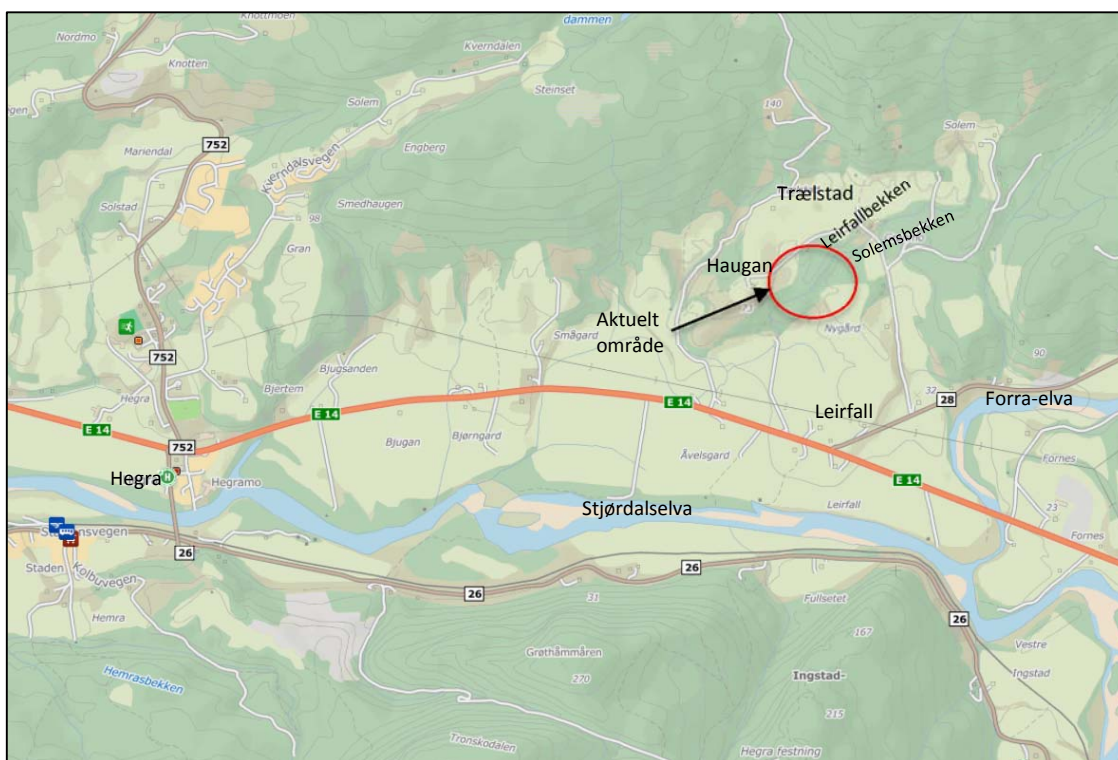 Nordmo
Knottmoen
dammen
Knotten
Kverndalen
Steinset
752
Solem
140
Solem
Mariendal
Engberg
Kverndalsvegen
Trælstad
Leirfallbekken
Solstad
98
Smedhaugen
Solemsbekken
Gran
Haugan
73
Aktuelt
område
Smågard
Nygård
90
752
Bjertem
Bjugsanden
32
28
Forra-elva
Hegra
E 14
E 14
E 14
Leirfall
752
Bjugan
Bjørngard
Åvelsgard
Fornes
Hegra
Hegramo
E 14
Stjørdalselva
Leirfall
23
Fornes
Staden
26
26
26
Kolbuvegen
31
Fullsetet
26
Hemra
167
Vestre
Grøthåmmåren
Ingstad-
Ingstad
Hemrasbekken
270
215
Tronskodalen
Hegra festning